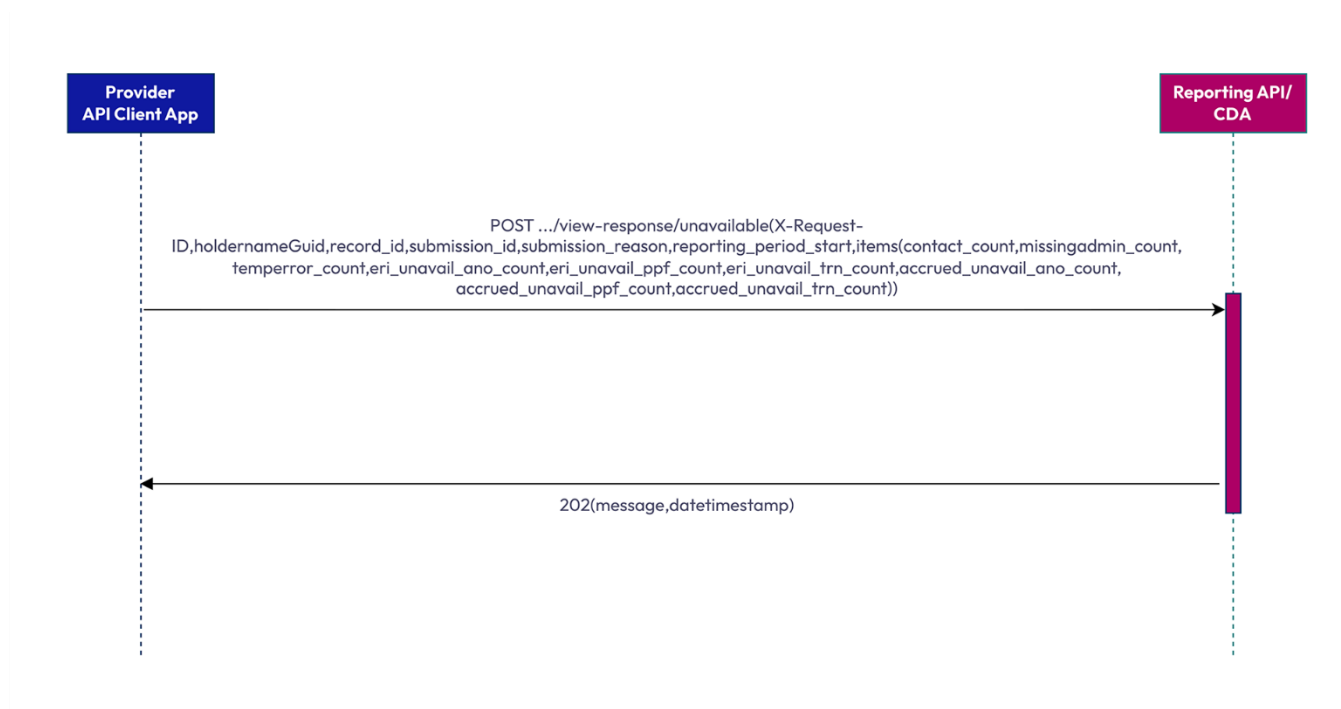 Provider
API Client App
Reporting API/
CDA
POST .../view-response/unavailable(X-Request-
ID,holdernameGuid,record_id,submission_id,submission_reason,reporting_period_start,items(contact_count,missingadmin_count,
temperror_count,eri_unavail_ano_count,eri_unavail_ppf_count,eri_unavail_trn_count,accrued_unavail_ano_count,
accrued_unavail_ppf_count,accrued_unavail_trn_count))
202(message,datetimestamp)